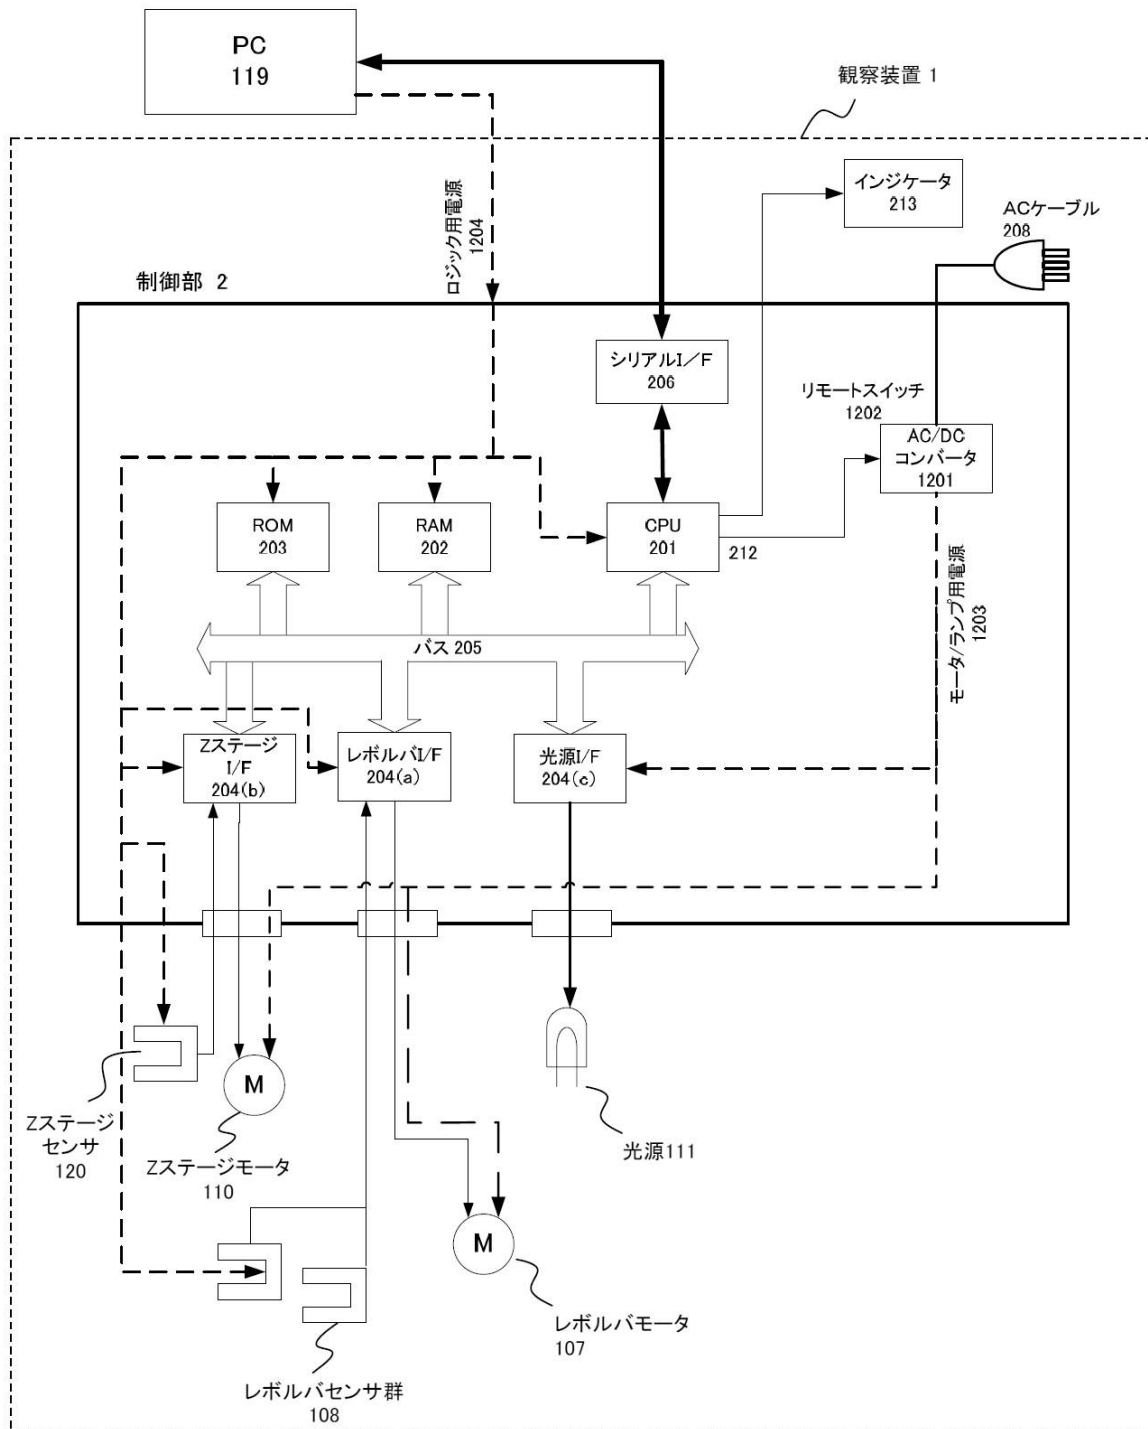 PC
119
観察装置 1
インジケータ
213
ACケーブル
208
ロジック用電源
1204
制御部 2
シリアルI／F
206
リモートスイッチ
1202
AC/DC
コンバータ
1201
ROM
203
RAM
202
CPU
201
212
モータ/ランプ用電源
1203
バス 205
Zステージ
I/F
204(b)
レボルバI/F
204(a)
光源I/F
204(c)
M
Zステージ
センサ
120
Zステージモータ
110
光源111
M
レボルバモータ
107
レボルバセンサ群
108